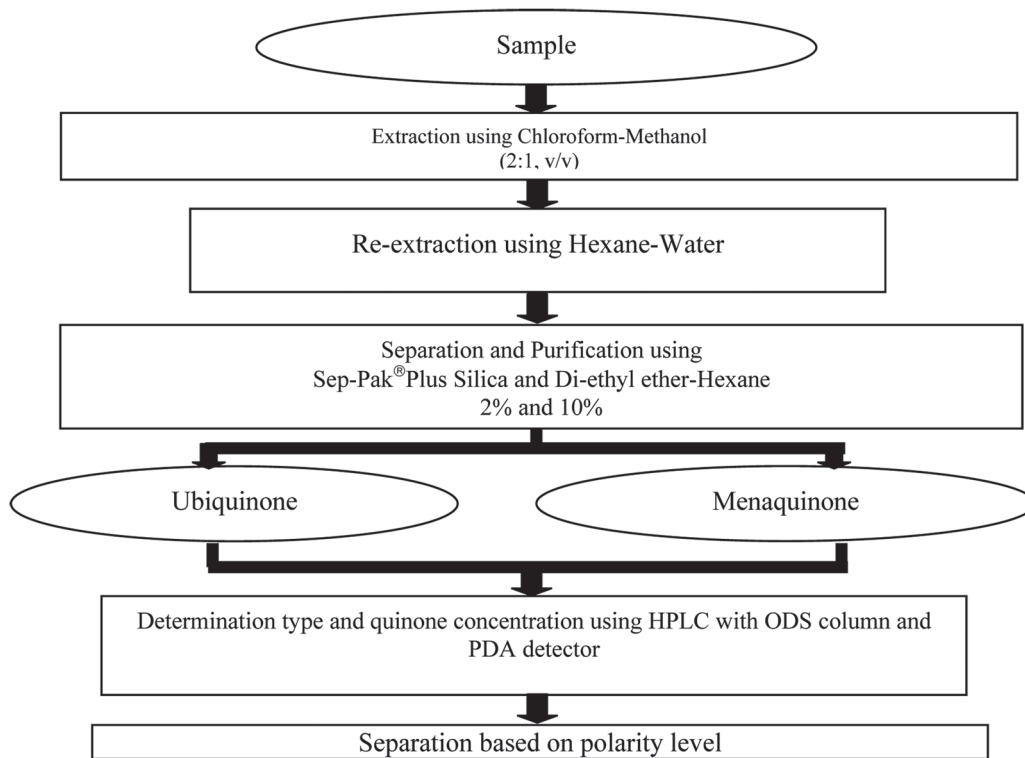 Sample
Extraction using Chloroform-Methanol
(2:1, v/v)
Re-extraction using Hexane-Water
Separation and Purification using
Sep-Pak®Plus Silica and Di-ethyl ether-Hexane
2% and 10%
Ubiquinone
Menaquinone
Determination type and quinone concentration using HPLC with ODS column and
PDA detector
Separation based on polarity level